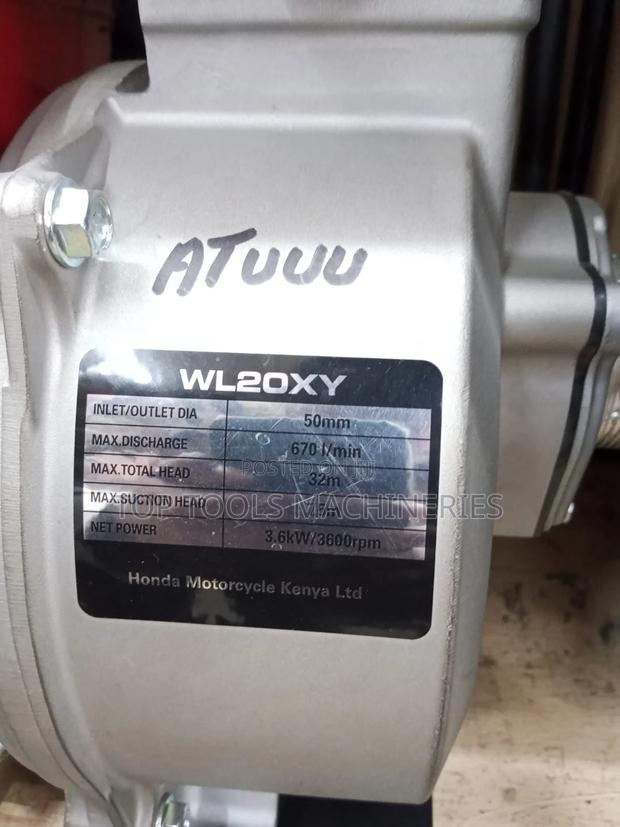 ATUUU
WL20XY
INLET/OUTLET DIA 50mm
MAX.DISCHARGE 670 l/min
POSTED ON
MAX.TOTAL HEAD 32m
MAX.SUCTION HEAD
TOP TOOLS MACHINERIES
NET POWER 3.6kW/3600rpm
Honda Motorcycle Kenya Ltd